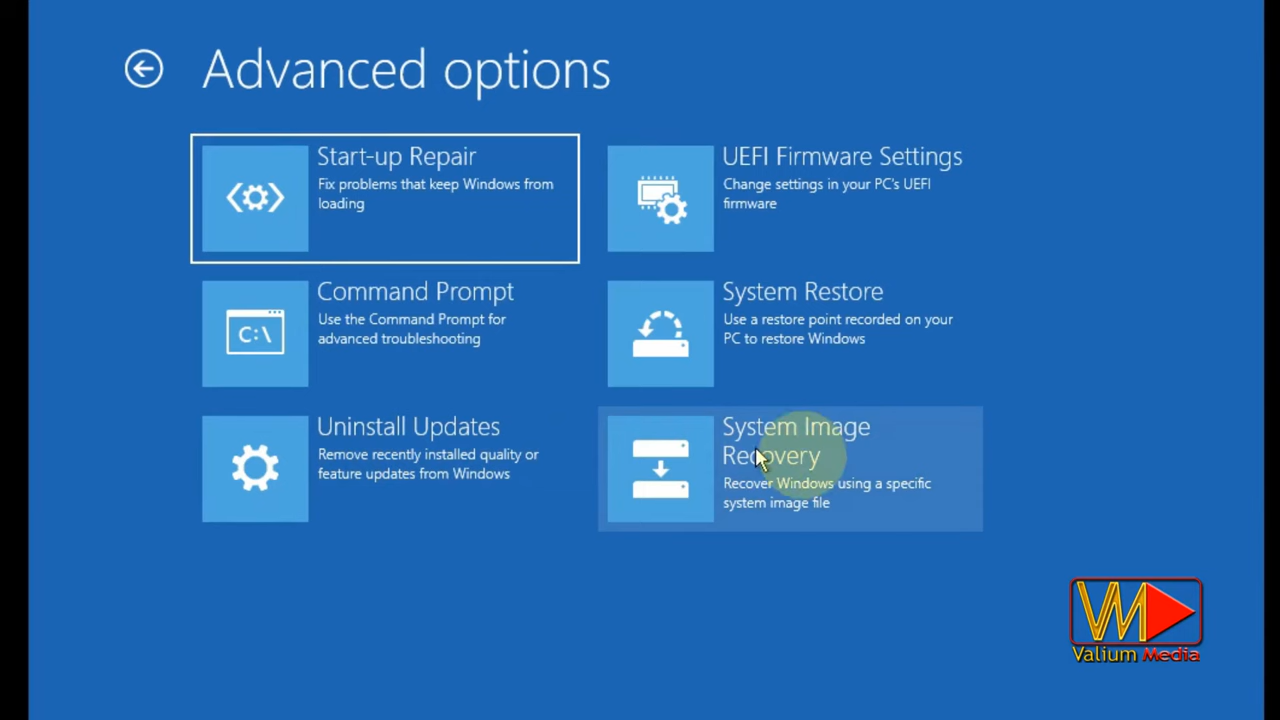 Advanced options
Start-up Repair
Fix problems that keep Windows from
loading
UEFI Firmware Settings
Change settings in your PC's UEFI
firmware
C:\
Command Prompt
Use the Command Prompt for
advanced troubleshooting
System Restore
Use a restore point recorded on your
PC to restore Windows
Uninstall Updates
Remove recently installed quality or
feature updates from Windows
System Image
Recovery
Recover Windows using a specific
system image file
VM
Valium Media